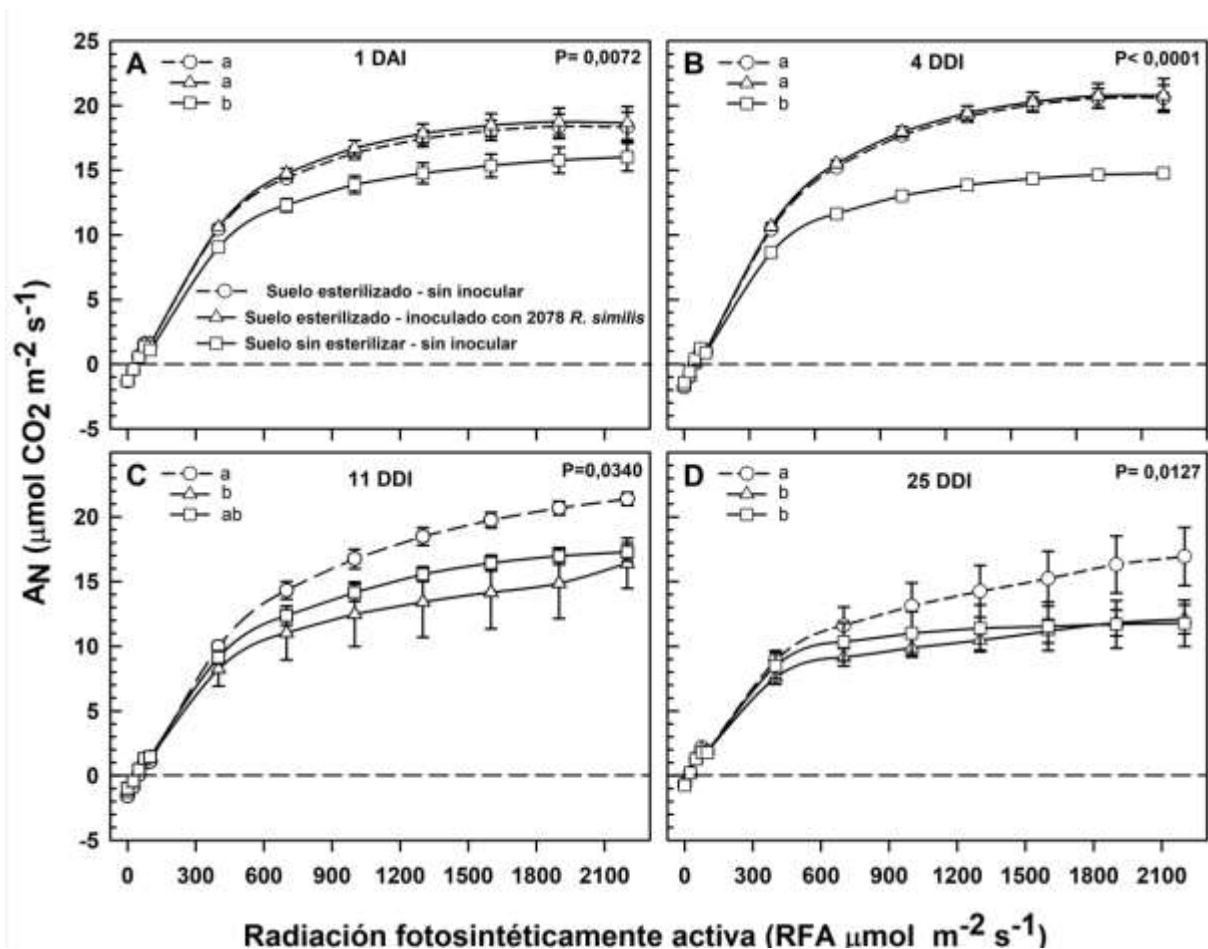 A
1 DAI
P= 0,0072
a
a
b
Suelo esterilizado - sin inocular
Suelo esterilizado - inoculado con 2078 R. similis
Suelo sin esterilizar - sin inocular
25
20
15
10
5
0
-5
B
4 DDI
P< 0,0001
a
a
b
C
11 DDI
P=0,0340
a
b
ab
20
15
10
5
0
-5
0 300 600 900 1200 1500 1800 2100
D
25 DDI
P= 0,0127
a
b
b
0 300 600 900 1200 1500 1800 2100
AN (μmol CO2 m-2 s-1)
Radiación fotosintéticamente activa (RFA μmol m-2 s-1)